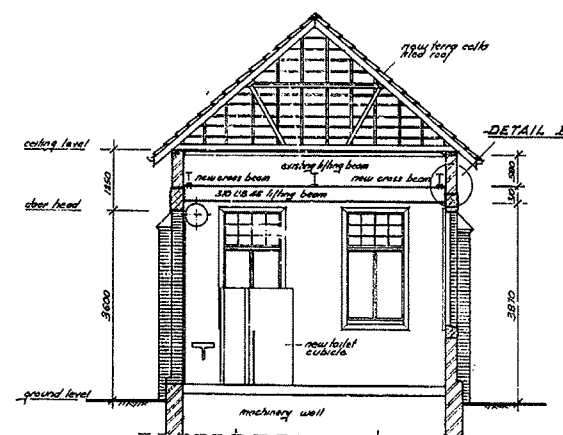 new terra cotta
tiled roof
DETAIL
ceiling level
existing lifting beam
new cross beam
new cross beam
310 UB 46 lifting beam
door head
3600
3870
new toilet
cubicle
ground level
machinery well